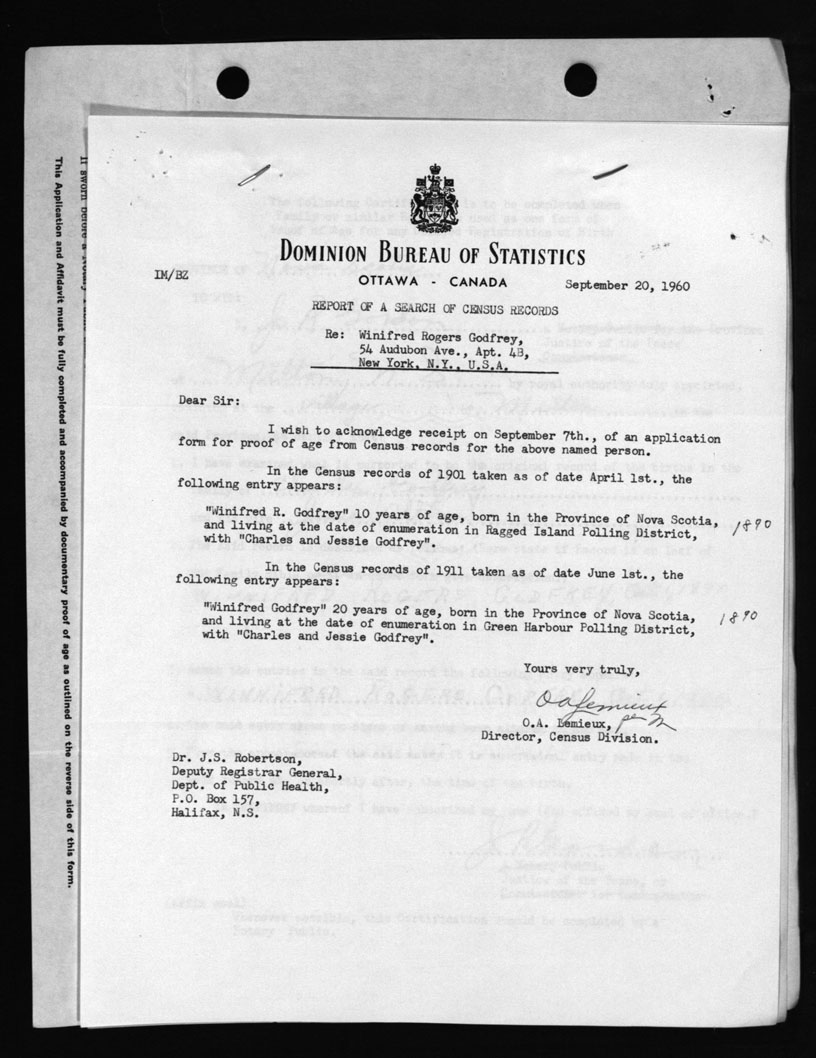 DOMINION BUREAU OF STATISTICS
IM/BZ
OTTAWA - CANADA
September 20, 1960
REPORT OF A SEARCH OF CENSUS RECORDS
Re: Winifred Rogers Godfrey,
54 Audubon Ave., Apt. 4B,
New York, N.Y., U.S.A.
Dear Sir:
I wish to acknowledge receipt on September 7th., of an application
form for proof of age from Census records for the above named person.
In the Census records of 1901 taken as of date April 1st., the
following entry appears:
"Winifred R. Godfrey" 10 years of age, born in the Province of Nova Scotia,
and living at the date of enumeration in Ragged Island Polling District,
with "Charles and Jessie Godfrey".
1890
In the Census records of 1911 taken as of date June 1st., the
following entry appears:
"Winifred Godfrey" 20 years of age, born in the Province of Nova Scotia,
and living at the date of enumeration in Green Harbour Polling District,
with "Charles and Jessie Godfrey".
1890
Yours very truly,
OALemieux
O.A. Lemieux,
Director, Census Division.
Dr. J.S. Robertson,
Deputy Registrar General,
Dept. of Public Health,
P.O. Box 157,
Halifax, N.S.
This Application and Affidavit must be fully completed and accompanied by documentary proof of age as outlined on the reverse side of this form.